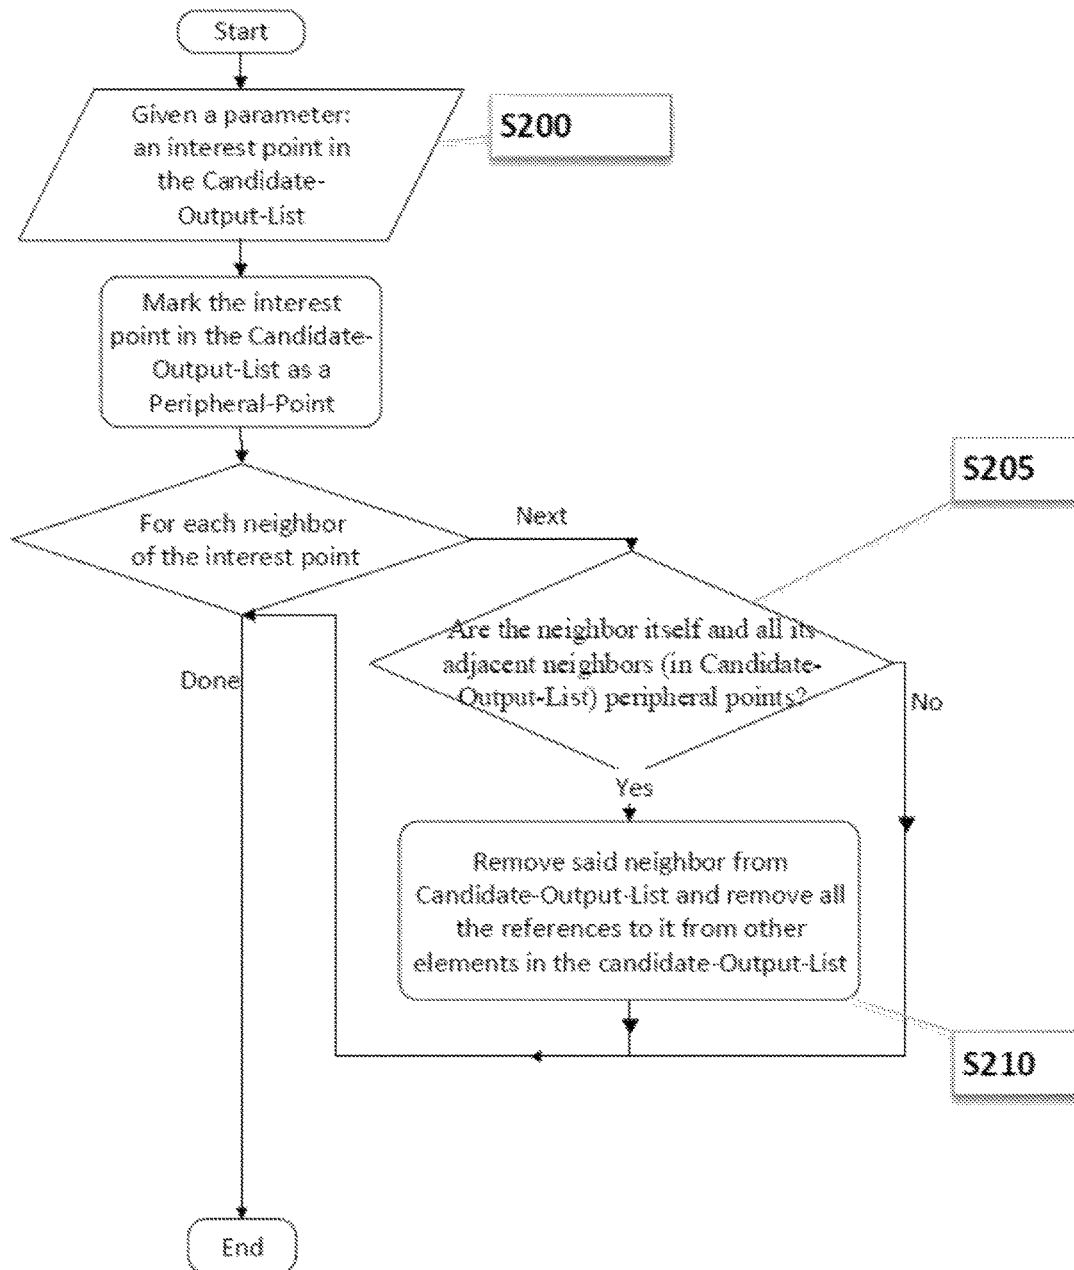 Start
Given a parameter:
an interest point in
the Candidate-
Output-List
S200
Mark the interest
point in the Candidate-
Output-List as a
Peripheral-Point
S205
For each neighbor
of the interest point
Next
Are the neighbor itself and all its
adjacent neighbors (in Candidate-
Output-List) peripheral points?
Done
No
Yes
Remove said neighbor from
Candidate-Output-List and remove all
the references to it from other
elements in the candidate-Output-List
S210
End